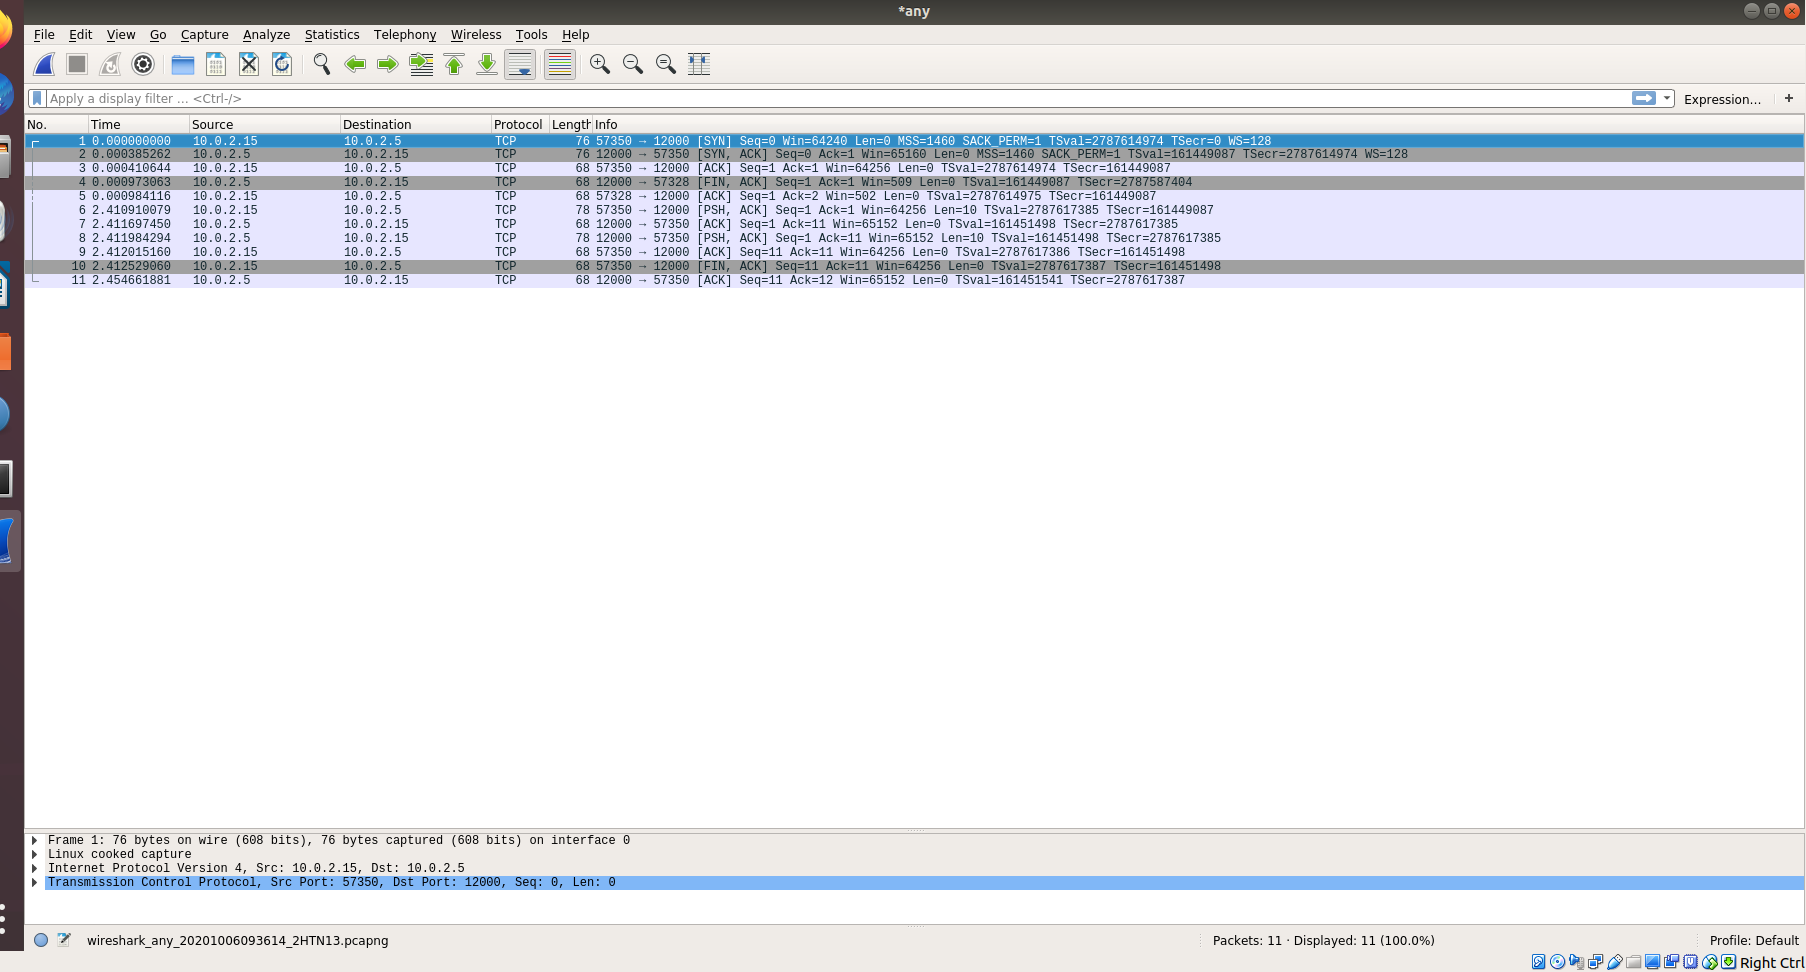 *any
File Edit View Go Capture Analyze Statistics Telephony Wireless Tools Help
Apply a display filter ... <Ctrl-/> Expression... +
No. Time Source Destination Protocol Length Info
1 0.000000000 10.0.2.15 10.0.2.5 TCP 76 57350 → 12000 [SYN] Seq=0 Win=64240 Len=0 MSS=1460 SACK_PERM=1 TSval=2787614974 TSecr=0 WS=128
2 0.000385262 10.0.2.5 10.0.2.15 TCP 76 12000 → 57350 [SYN, ACK] Seq=0 Ack=1 Win=65160 Len=0 MSS=1460 SACK_PERM=1 TSval=161449087 TSecr=2787614974 WS=128
3 0.000410644 10.0.2.15 10.0.2.5 TCP 68 57350 → 12000 [ACK] Seq=1 Ack=1 Win=64256 Len=0 TSval=2787614974 TSecr=161449087
4 0.000973063 10.0.2.5 10.0.2.15 TCP 68 12000 → 57328 [FIN, ACK] Seq=1 Ack=1 Win=509 Len=0 TSval=161449087 TSecr=2787587404
5 0.000984116 10.0.2.15 10.0.2.5 TCP 68 57328 → 12000 [ACK] Seq=1 Ack=2 Win=502 Len=0 TSval=2787614975 TSecr=161449087
6 2.410910079 10.0.2.15 10.0.2.5 TCP 78 57350 → 12000 [PSH, ACK] Seq=1 Ack=1 Win=64256 Len=10 TSval=2787617385 TSecr=161449087
7 2.411697450 10.0.2.5 10.0.2.15 TCP 68 12000 → 57350 [ACK] Seq=1 Ack=11 Win=65152 Len=0 TSval=161451498 TSecr=2787617385
8 2.411984294 10.0.2.5 10.0.2.15 TCP 78 12000 → 57350 [PSH, ACK] Seq=1 Ack=11 Win=65152 Len=10 TSval=161451498 TSecr=2787617385
9 2.412015160 10.0.2.15 10.0.2.5 TCP 68 57350 → 12000 [ACK] Seq=11 Ack=11 Win=64256 Len=0 TSval=2787617386 TSecr=161451498
10 2.412529060 10.0.2.15 10.0.2.5 TCP 68 57350 → 12000 [FIN, ACK] Seq=11 Ack=11 Win=64256 Len=0 TSval=2787617387 TSecr=161451498
11 2.454661881 10.0.2.5 10.0.2.15 TCP 68 12000 → 57350 [ACK] Seq=11 Ack=12 Win=65152 Len=0 TSval=161451541 TSecr=2787617387
Frame 1: 76 bytes on wire (608 bits), 76 bytes captured (608 bits) on interface 0
Linux cooked capture
Internet Protocol Version 4, Src: 10.0.2.15, Dst: 10.0.2.5
Transmission Control Protocol, Src Port: 57350, Dst Port: 12000, Seq: 0, Len: 0
wireshark_any_20201006093614_2HTN13.pcapng Packets: 11 · Displayed: 11 (100.0%) Profile: Default
Right Ctrl